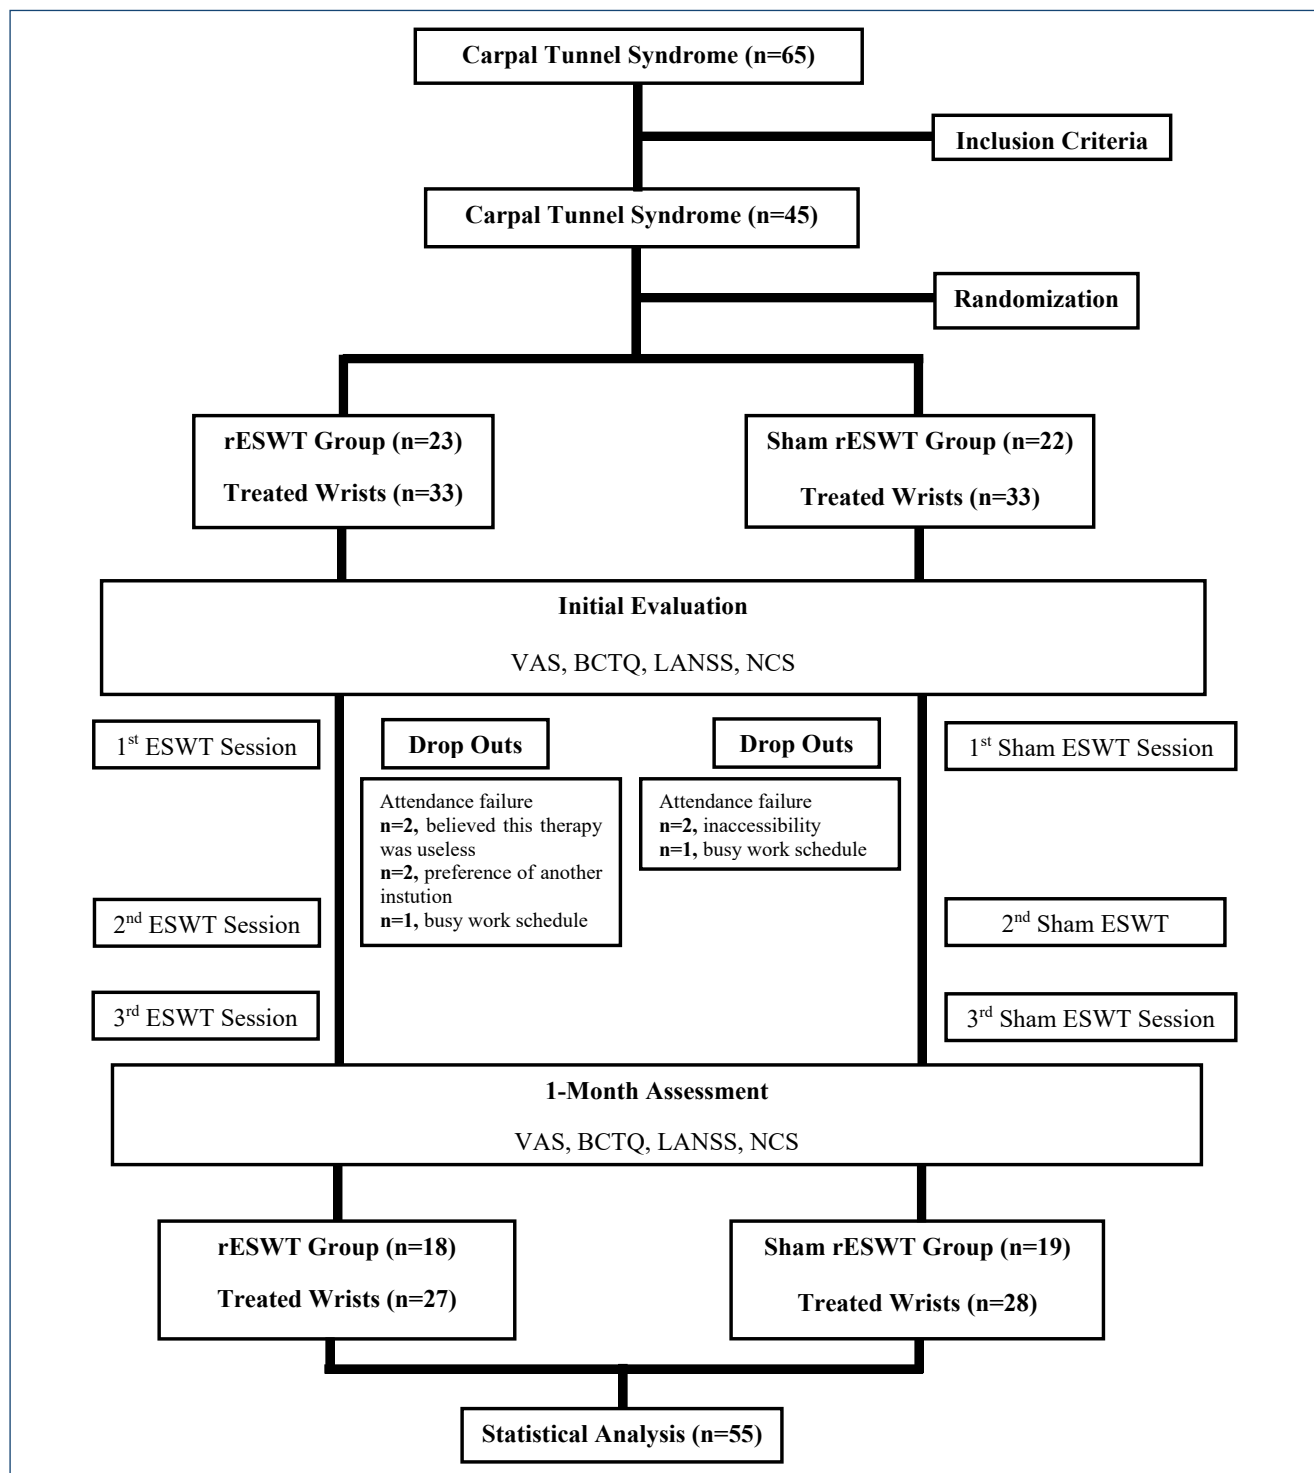 Carpal Tunnel Syndrome (n=65)
Inclusion Criteria
Carpal Tunnel Syndrome (n=45)
Randomization
rESWT Group (n=23)
Treated Wrists (n=33)
Sham rESWT Group (n=22)
Treated Wrists (n=33)
Initial Evaluation
VAS, BCTQ, LANSS, NCS
1st ESWT Session
Drop Outs
Attendance failure
n=2, believed this therapy
was useless
n=2, preference of another
instution
n=1, busy work schedule
Drop Outs
Attendance failure
n=2, inaccessibility
n=1, busy work schedule
1st Sham ESWT Session
2nd ESWT Session
2nd Sham ESWT
3rd ESWT Session
3rd Sham ESWT Session
1-Month Assessment
VAS, BCTQ, LANSS, NCS
rESWT Group (n=18)
Treated Wrists (n=27)
Sham rESWT Group (n=19)
Treated Wrists (n=28)
Statistical Analysis (n=55)